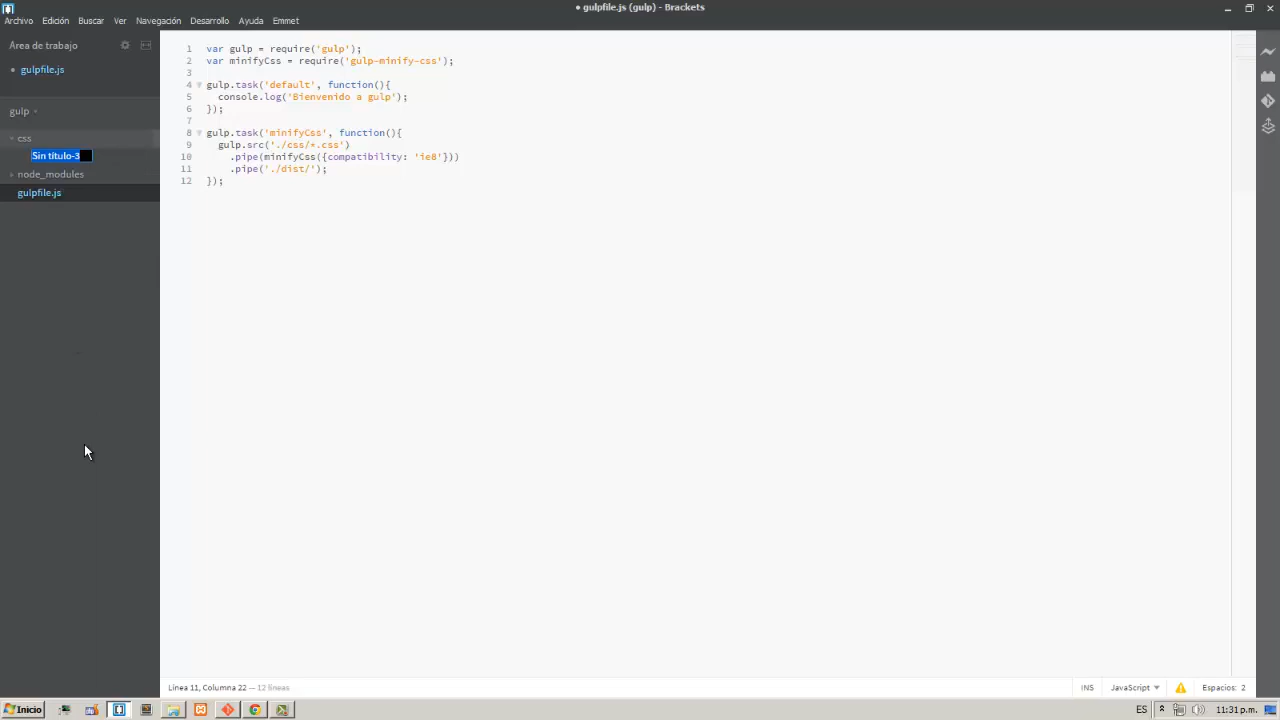 • gulpfile.js (gulp) - Brackets
Archivo Edición Buscar Ver Navegación Desarrollo Ayuda Emmet
Área de trabajo
• gulpfile.js
gulp
css
Sin título-3
node_modules
gulpfile.js
1 var gulp = require('gulp');
2 var minifyCss = require('gulp-minify-css');
3
4 gulp.task('default', function(){
5 console.log('Bienvenido a gulp');
6 });
7
8 gulp.task('minifyCss', function(){
9 gulp.src('./css/*.css')
10 .pipe(minifyCss({compatibility: 'ie8'}))
11 .pipe('./dist/');
12 });
Línea 11, Columna 22 — 12 líneas
INS JavaScript Espacios: 2
Inicio
ES 11:31 p.m.